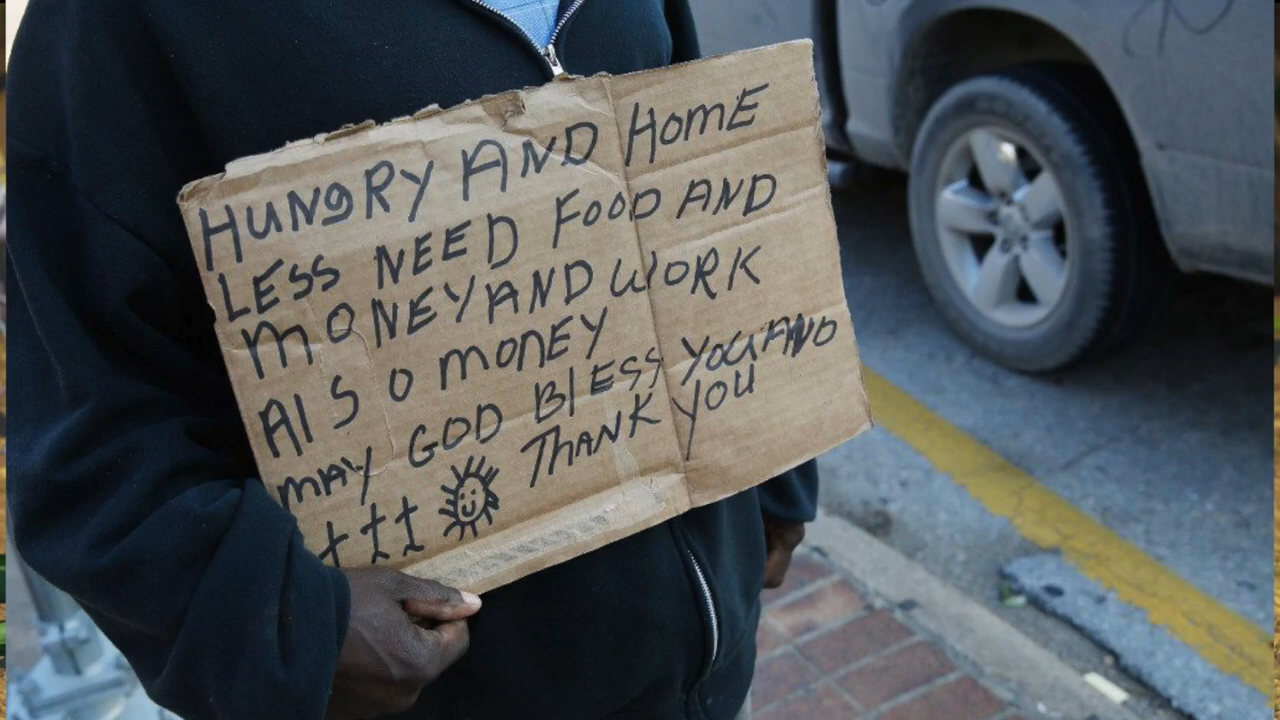 HUNgRY AND HOME
LESS NEED FOOD AND
MONEY AND WORK
AlSO MONEY
MAY GOD BlESS YOU AND
THANK YOU